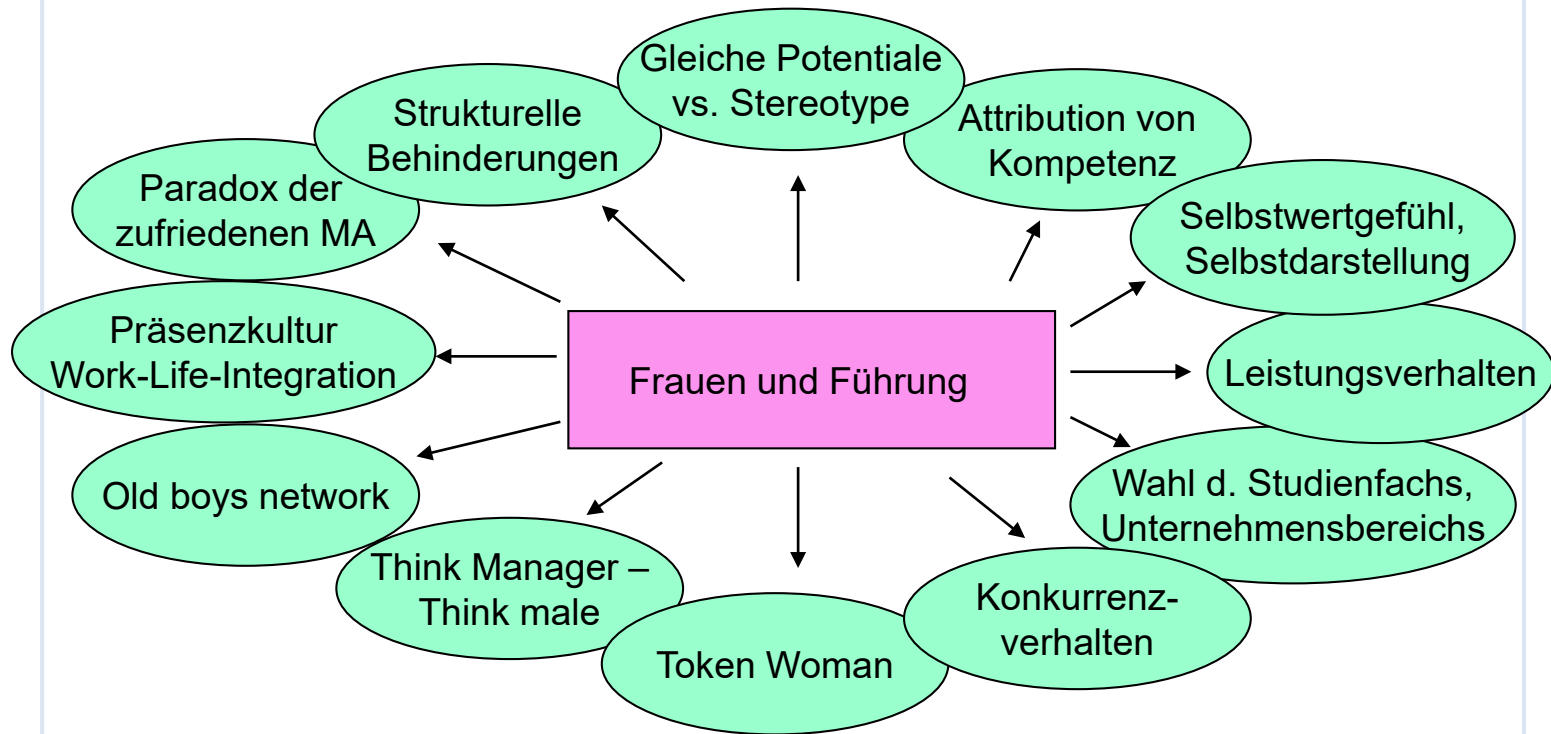 Gleiche Potentiale
vs. Stereotype
Strukturelle
Behinderungen
Attribution von
Kompetenz
Paradox der
zufriedenen MA
Selbstwertgefühl,
Selbstdarstellung
Präsenzkultur
Work-Life-Integration
Frauen und Führung
Leistungsverhalten
Old boys network
Wahl d. Studienfachs,
Unternehmensbereichs
Think Manager –
Think male
Konkurrenz-
verhalten
Token Woman